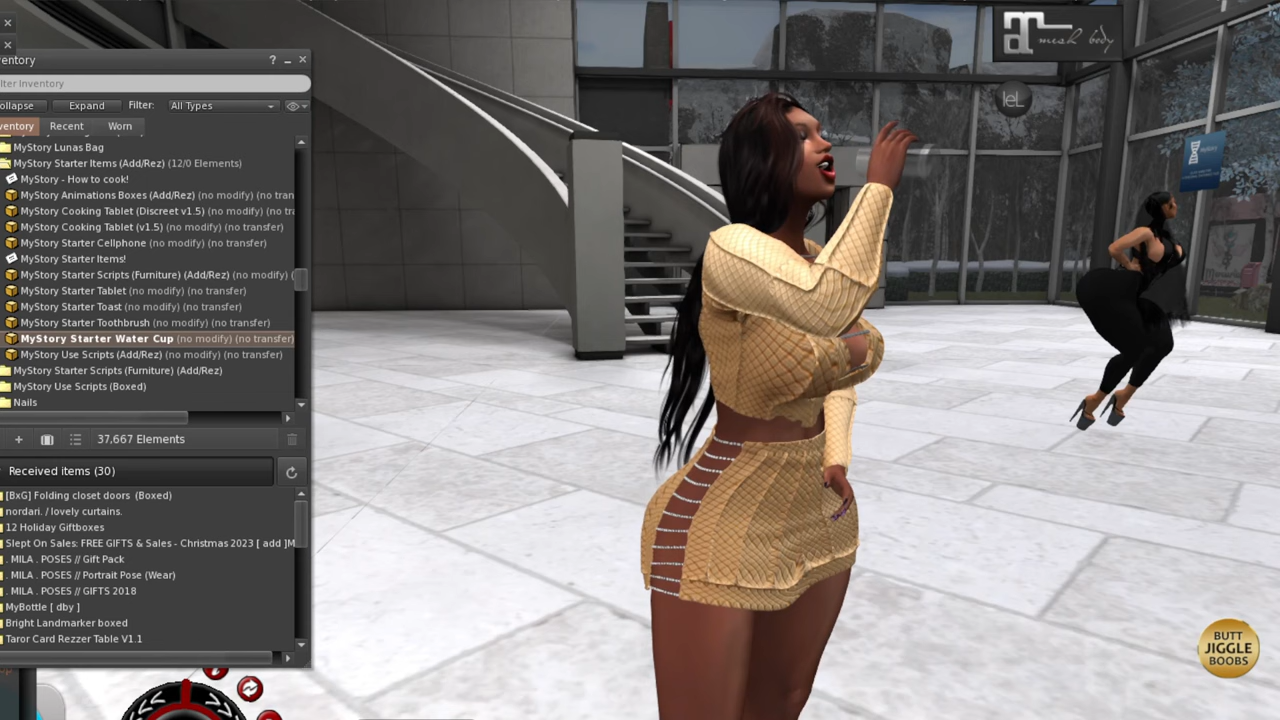 entory
lter Inventory
ollapse Expand Filter: All Types
ventory Recent Worn
MyStory Lunas Bag
MyStory Starter Items (Add/Rez) (12/0 Elements)
MyStory - How to cook!
MyStory Animations Boxes (Add/Rez) (no modify) (no tran
MyStory Cooking Tablet (Discreet v1.5) (no modify) (no tra
MyStory Cooking Tablet (v1.5) (no modify) (no transfer)
MyStory Starter Cellphone (no modify) (no transfer)
MyStory Starter Items!
MyStory Starter Scripts (Furniture) (Add/Rez) (no modify) (
MyStory Starter Tablet (no modify) (no transfer)
MyStory Starter Toast (no modify) (no transfer)
MyStory Starter Toothbrush (no modify) (no transfer)
MyStory Starter Water Cup (no modify) (no transfer)
MyStory Use Scripts (Add/Rez) (no modify) (no transfer)
MyStory Starter Scripts (Furniture) (Add/Rez)
MyStory Use Scripts (Boxed)
Nails
37,667 Elements
Received items (30)
[BxG] Folding closet doors (Boxed)
nordari. / lovely curtains.
12 Holiday Giftboxes
Slept On Sales: FREE GIFTS & Sales - Christmas 2023 [ add ]M
. MILA . POSES // Gift Pack
. MILA . POSES // Portrait Pose (Wear)
. MILA . POSES // GIFTS 2018
MyBottle [ dby ]
Bright Landmarker boxed
Taror Card Rezzer Table V1.1
mesh body
leL
BUTT
JIGGLE
BOOBS